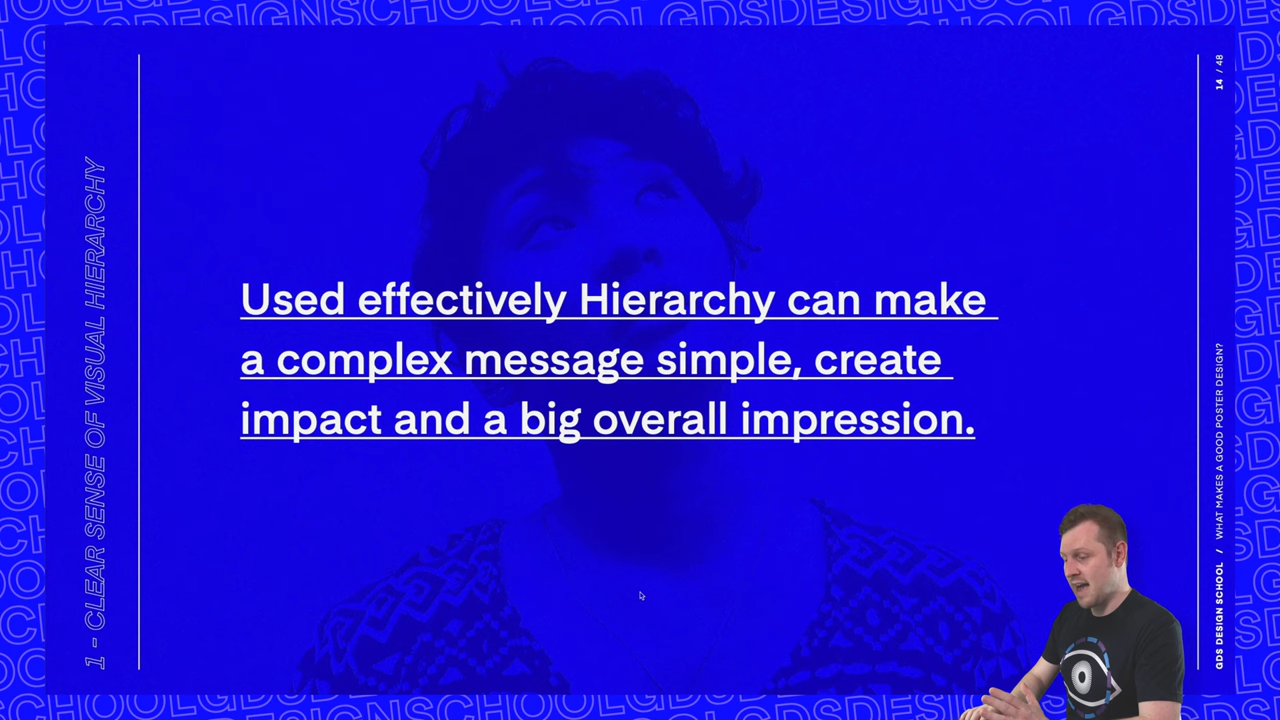 1 - CLEAR SENSE OF VISUAL HIERARCHY
Used effectively Hierarchy can make
a complex message simple, create
impact and a big overall impression.
14 / 48
GDS DESIGN SCHOOL / WHAT MAKES A GOOD POSTER DESIGN?